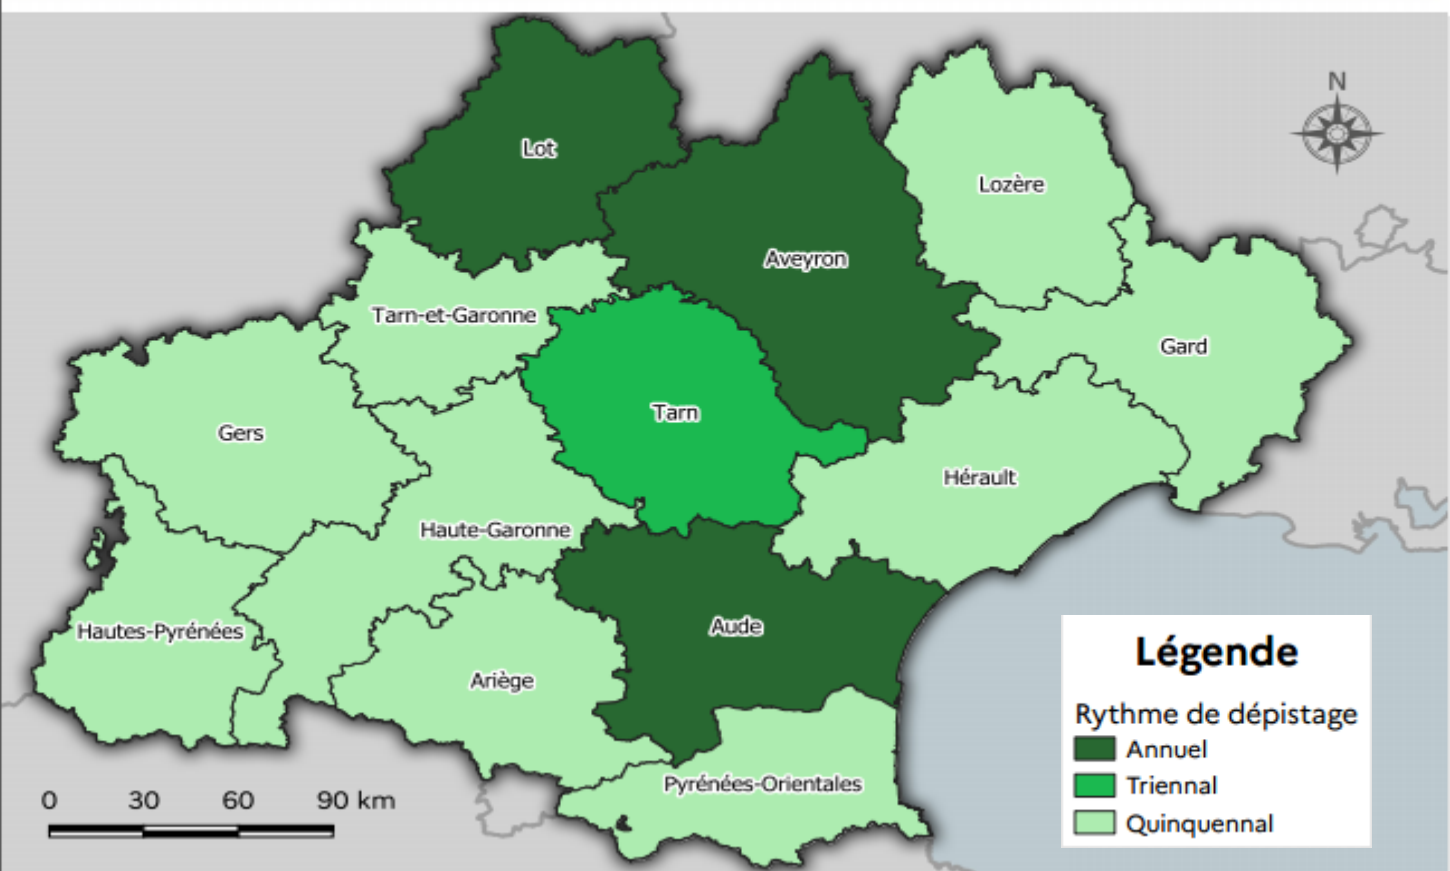 N
Lot
Lozère
Aveyron
Tarn-et-Garonne
Gard
Tarn
Gers
Hérault
Haute-Garonne
Aude
Hautes-Pyrénées
Ariège
Pyrénées-Orientales
Légende
Rythme de dépistage
Annuel
Triennal
Quinquennal
0 30 60 90 km